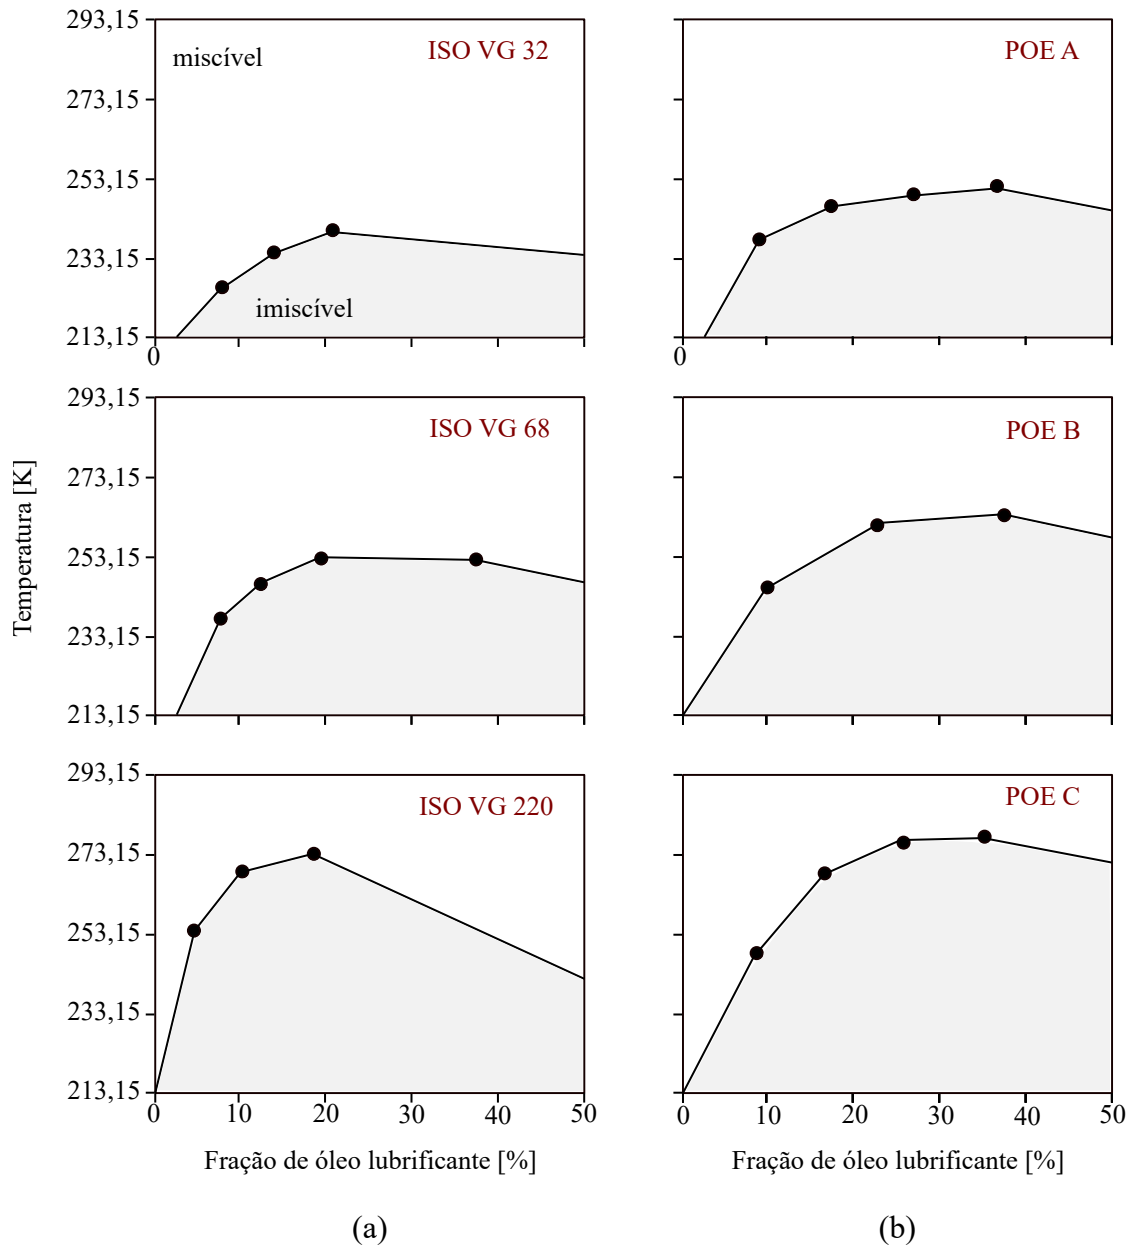 293,15
miscível
ISO VG 32
273,15
253,15
233,15
imiscível
213,15
0
POE A
0
293,15
ISO VG 68
273,15
253,15
233,15
213,15
POE B
Temperatura [K]
293,15
ISO VG 220
273,15
253,15
233,15
213,15
0 10 20 30 40 50
Fração de óleo lubrificante [%]
(a)
POE C
0 10 20 30 40 50
Fração de óleo lubrificante [%]
(b)